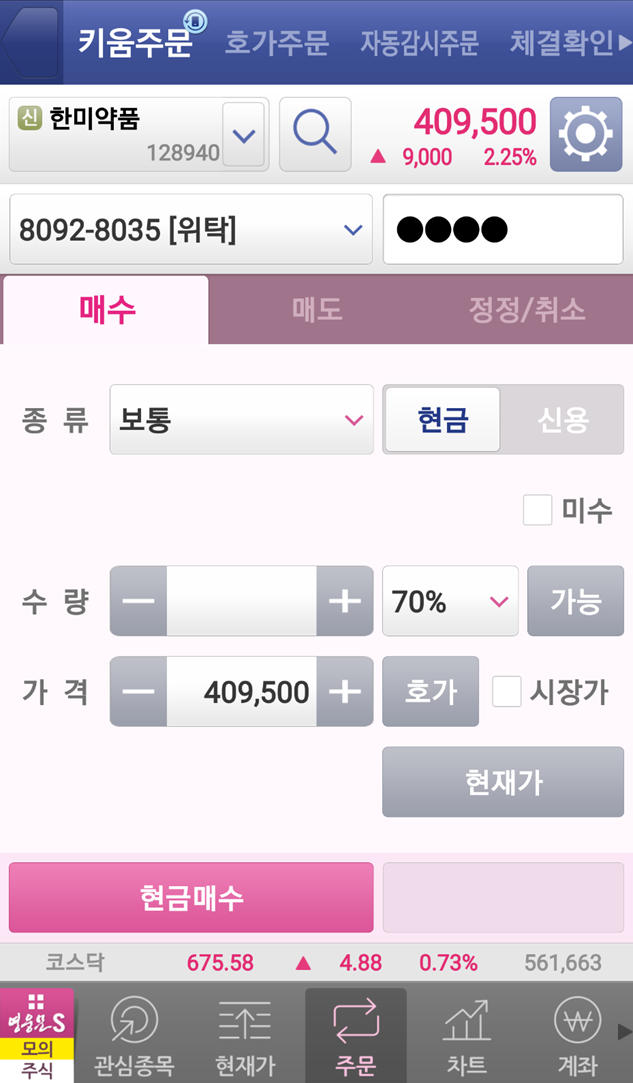 키움주문 호가주문 자동감시주문 체결확인▶
신 한미약품 409,500
128940 ▲ 9,000 2.25%
8092-8035 [위탁] ●●●●
매수 매도 정정/취소
종 류 보통 현금 신용
미수
수 량 − + 70% 가능
가 격 − 409,500 + 호가 시장가
현재가
현금매수
코스닥 675.58 ▲ 4.88 0.73% 561,663
영웅문S
모의
주식 관심종목 현재가 주문 차트 계좌